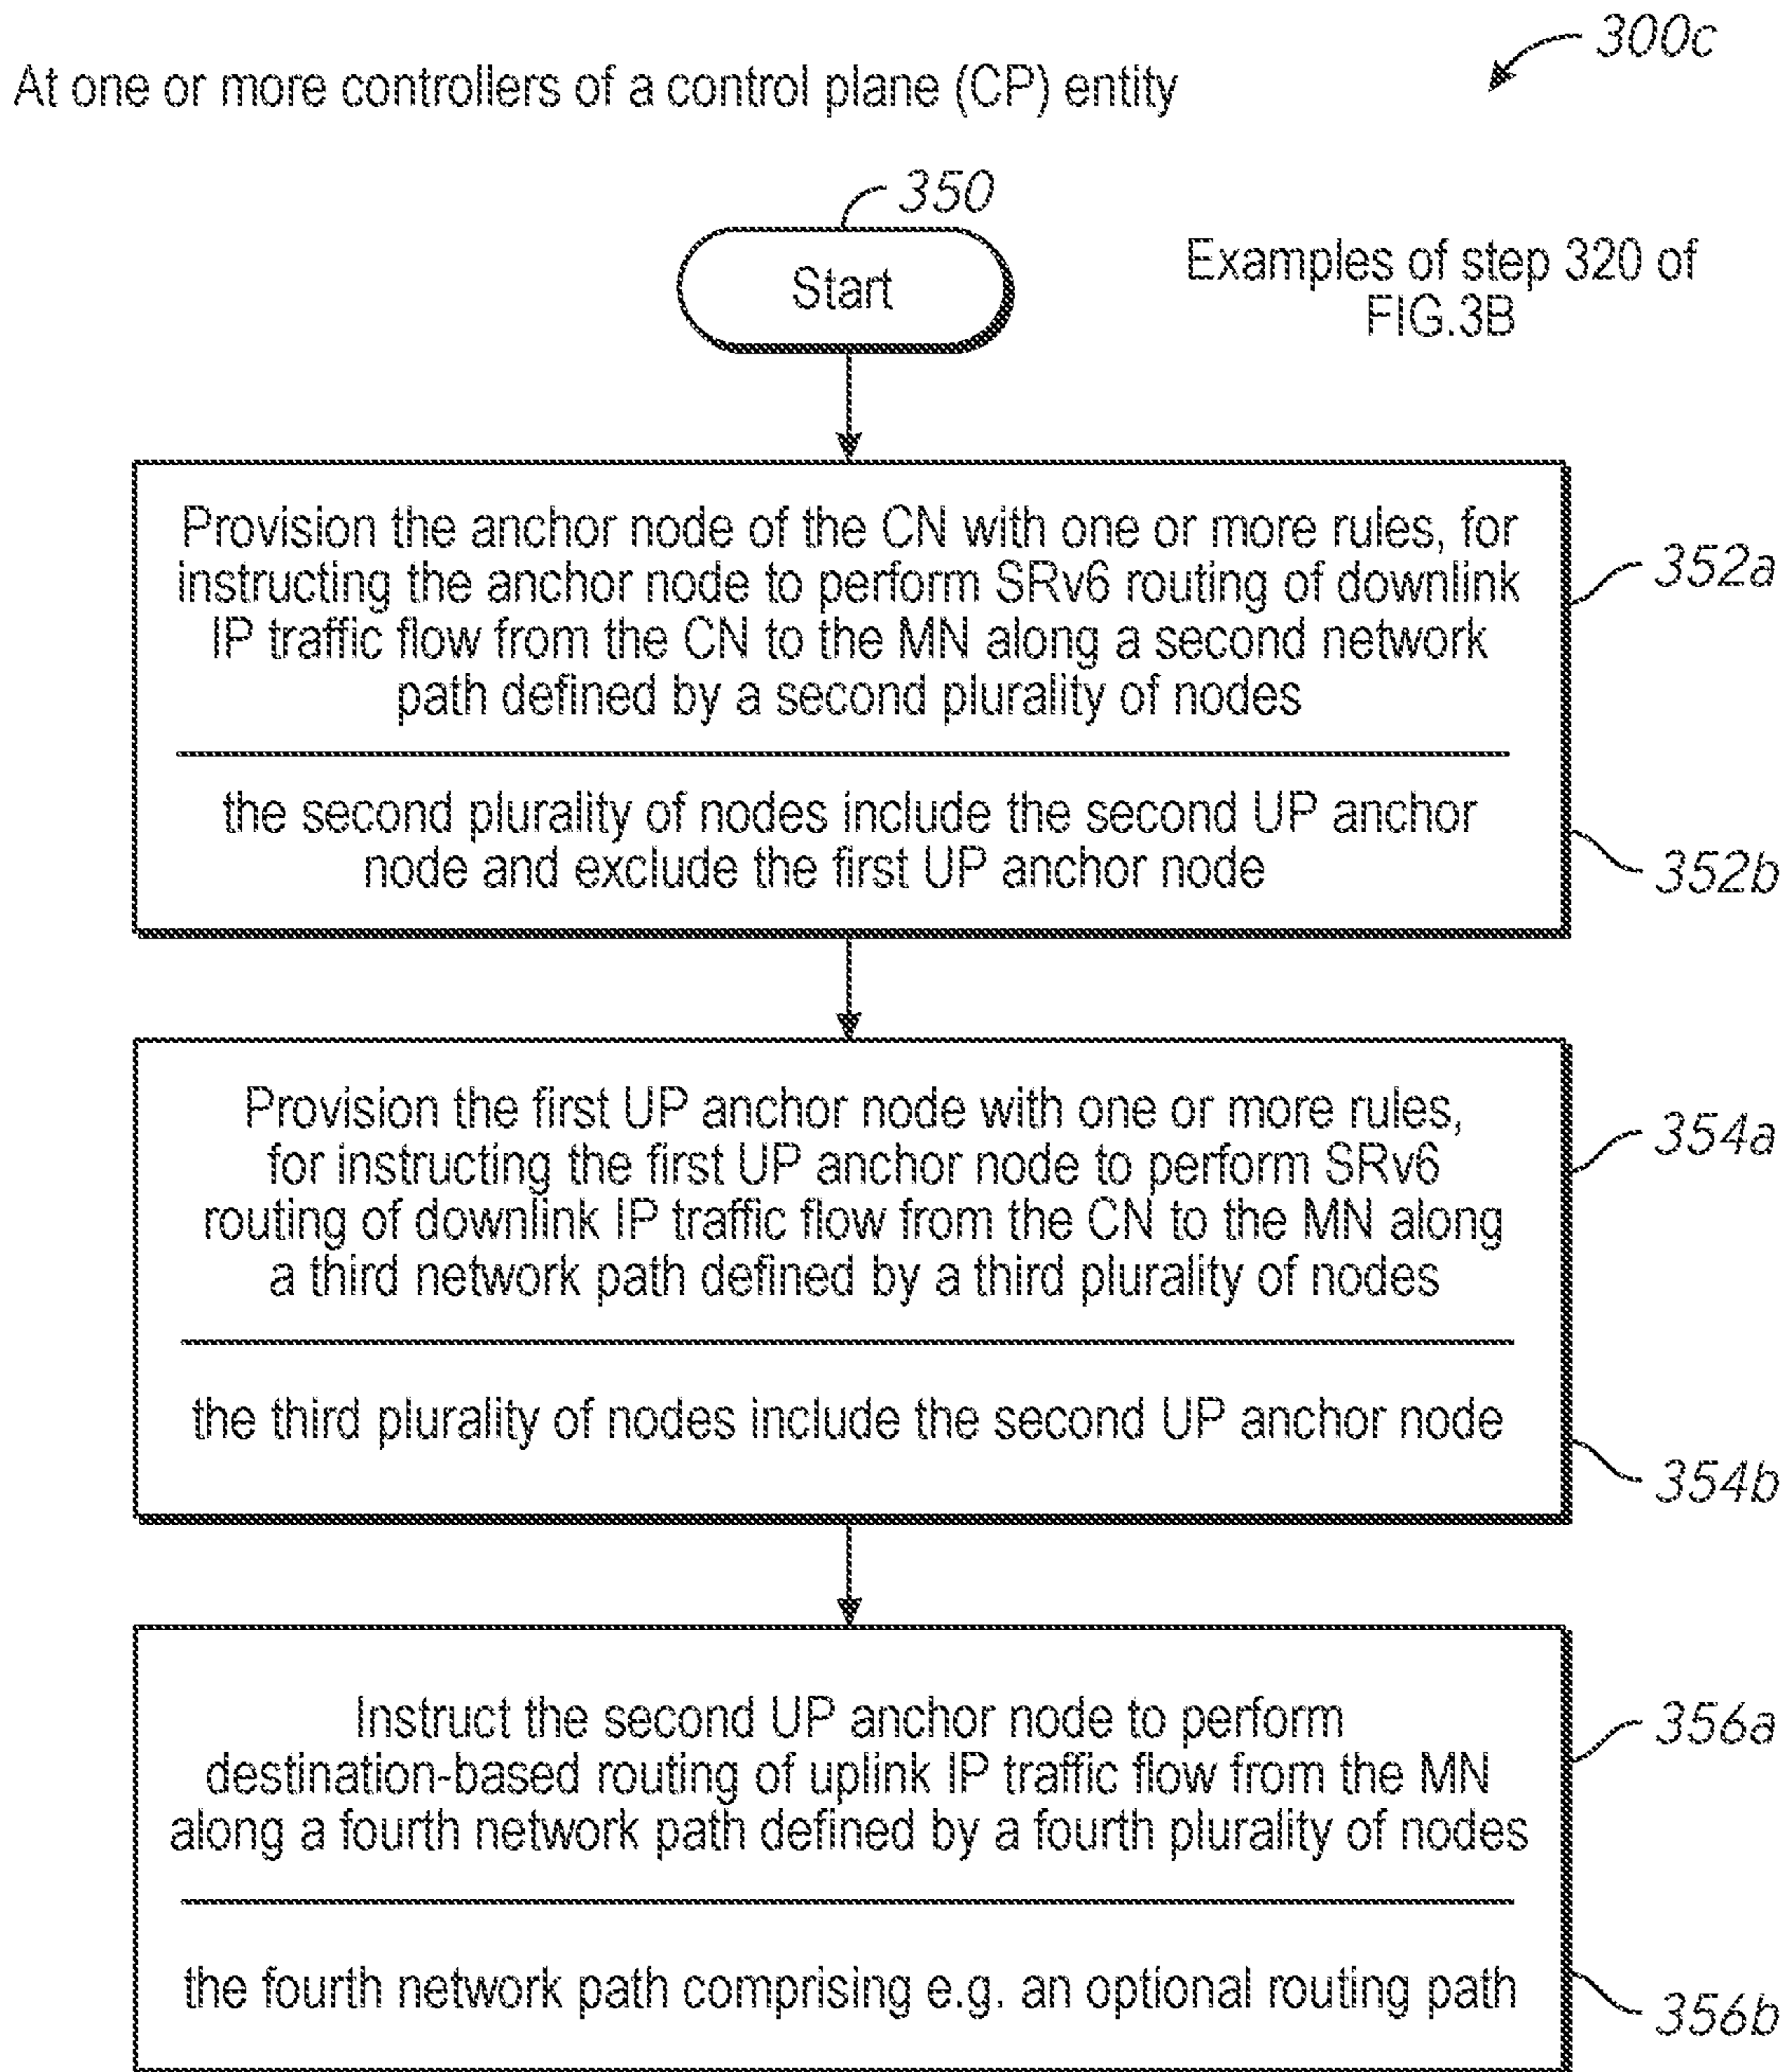 300c
At one or more controllers of a control plane (CP) entity
350
Start
Examples of step 320 of
FIG.3B
Provision the anchor node of the CN with one or more rules, for
instructing the anchor node to perform SRv6 routing of downlink
IP traffic flow from the CN to the MN along a second network
path defined by a second plurality of nodes
352a
the second plurality of nodes include the second UP anchor
node and exclude the first UP anchor node
352b
Provision the first UP anchor node with one or more rules,
for instructing the first UP anchor node to perform SRv6
routing of downlink IP traffic flow from the CN to the MN along
a third network path defined by a third plurality of nodes
354a
the third plurality of nodes include the second UP anchor node
354b
Instruct the second UP anchor node to perform
destination-based routing of uplink IP traffic flow from the MN
along a fourth network path defined by a fourth plurality of nodes
356a
the fourth network path comprising e.g. an optional routing path
356b